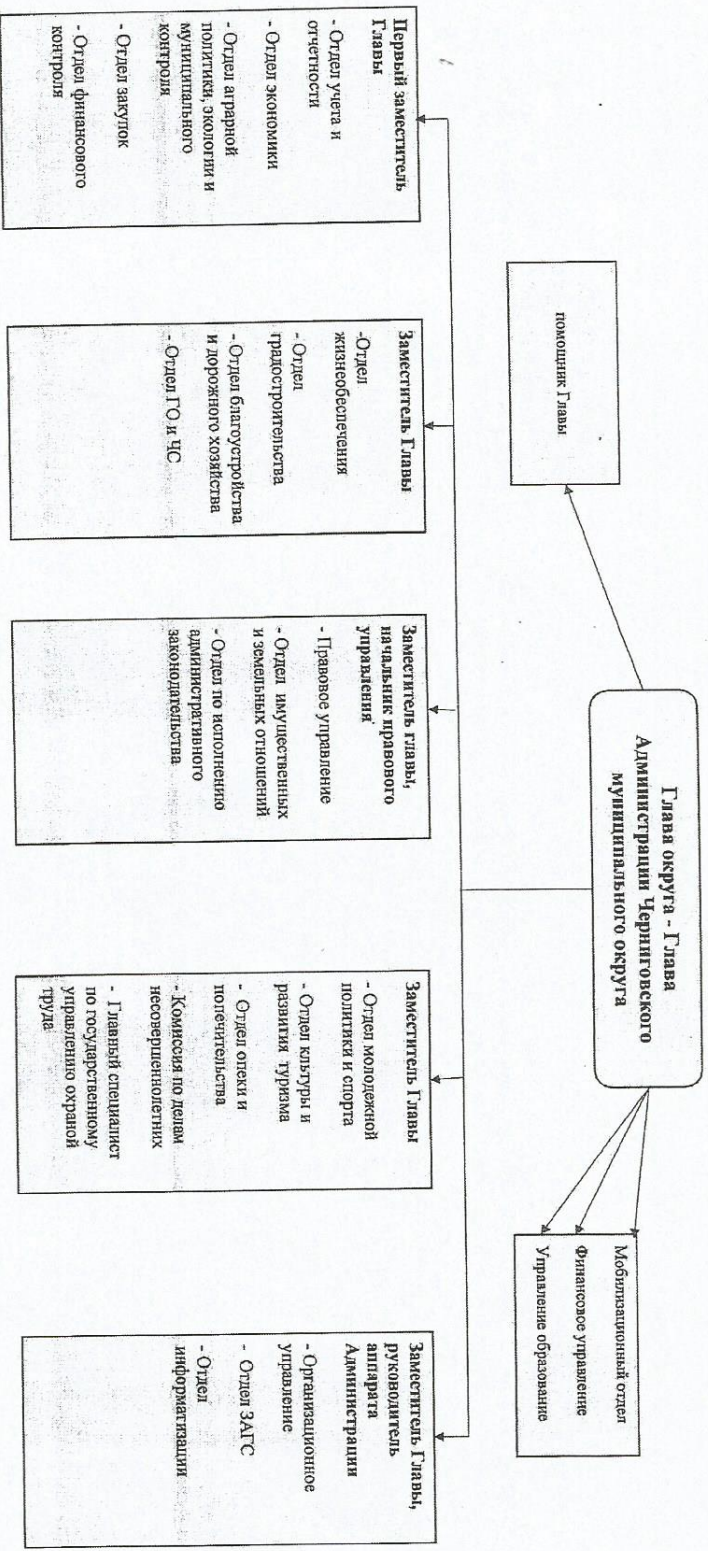 Глава округа - Глава
Администрации Черниговского
муниципального округа
помощник Главы
Мобилизационный отдел
Финансовое управление
Управление образование
Первый заместитель
Главы
- Отдел учета и
отчетности
- Отдел экономики
- Отдел аграрной
политики, экологии и
муниципального
контроля
- Отдел закупок
- Отдел финансового
контроля
Заместитель Главы
-Отдел
жизнеобеспечения
- Отдел
градостроительства
- Отдел благоустройства
и дорожного хозяйства
- Отдел ГО и ЧС
Заместитель главы,
начальник правового
управления
- Правовое управление
- Отдел имущественных
и земельных отношений
- Отдел по исполнению
административного
законодательства
Заместитель Главы
- Отдел молодежной
политики и спорта
- Отдел кльтуры и
развития туризма
- Отдел опеки и
попечительства
- Комиссия по делам
несовершеннолетних
- Главный специалист
по государственному
управлению охраной
труда
Заместитель Главы,
руководитель
аппарата
Администрации
- Организационное
управление
- Отдел ЗАГС
- Отдел
информатизации